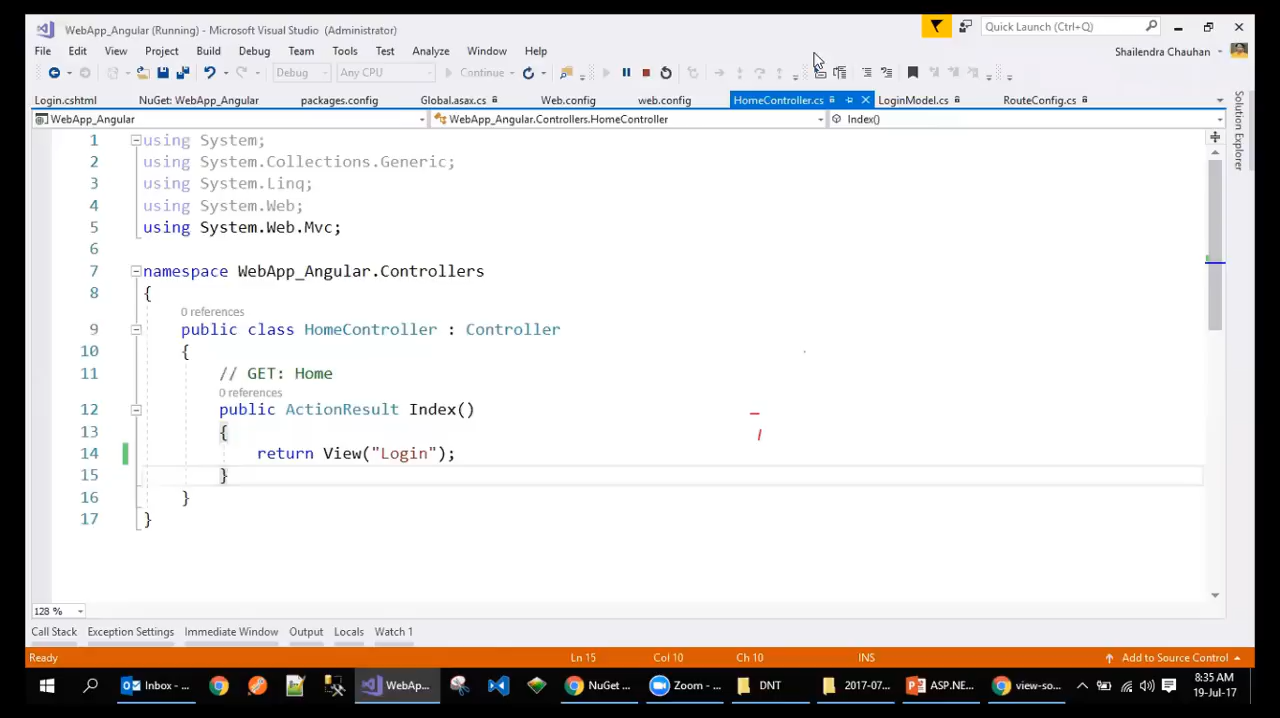 WebApp_Angular (Running) - Microsoft Visual Studio (Administrator)
Quick Launch (Ctrl+Q)
File Edit View Project Build Debug Team Tools Test Analyze Window Help
Shailendra Chauhan
Debug Any CPU Continue
Login.cshtml NuGet: WebApp_Angular packages.config Global.asax.cs Web.config web.config HomeController.cs LoginModel.cs RouteConfig.cs
Solution Explorer
WebApp_Angular WebApp_Angular.Controllers.HomeController Index()
1 using System;
2 using System.Collections.Generic;
3 using System.Linq;
4 using System.Web;
5 using System.Web.Mvc;
6
7 namespace WebApp_Angular.Controllers
8 {
0 references
9 public class HomeController : Controller
10 {
11 // GET: Home
0 references
12 public ActionResult Index()
13 {
14 return View("Login");
15 }
16 }
17 }
128 %
Call Stack Exception Settings Immediate Window Output Locals Watch 1
Ready Ln 15 Col 10 Ch 10 INS Add to Source Control
Inbox - ... WebAp... NuGet ... Zoom - ... DNT 2017-07... ASP.NE... view-so... 8:35 AM
19-Jul-17